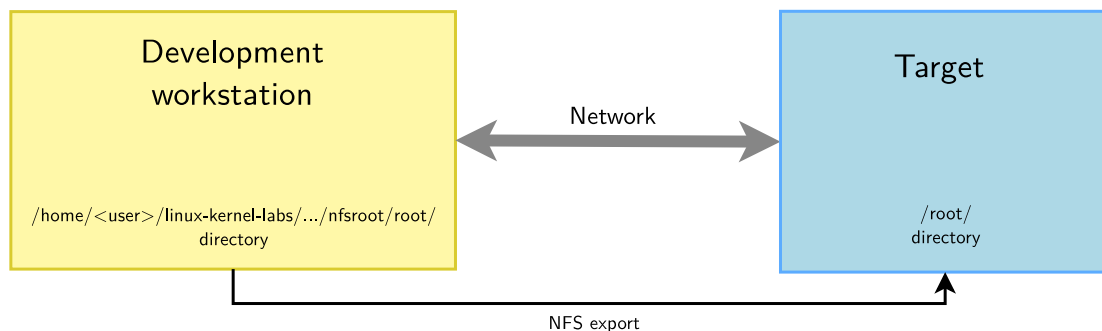 Development
workstation
/home/<user>/linux-kernel-labs/.../nfsroot/root/
directory
Network
Target
/root/
directory
NFS export